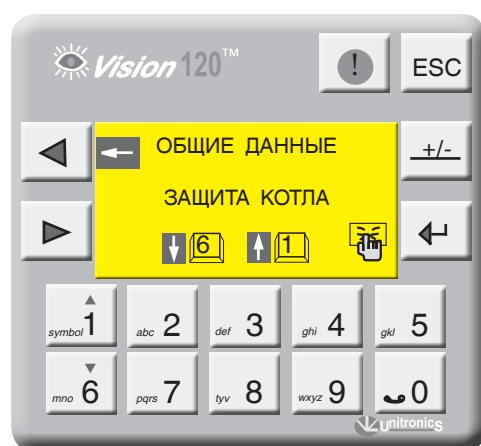 Vision 120™
! ESC
ОБЩИЕ ДАННЫЕ
+/-
ЗАЩИТА КОТЛА
6 1
symbol 1 abc 2 def 3 ghi 4 gkl 5
mno 6 pqrs 7 tyv 8 wxyz 9 0
unitronics